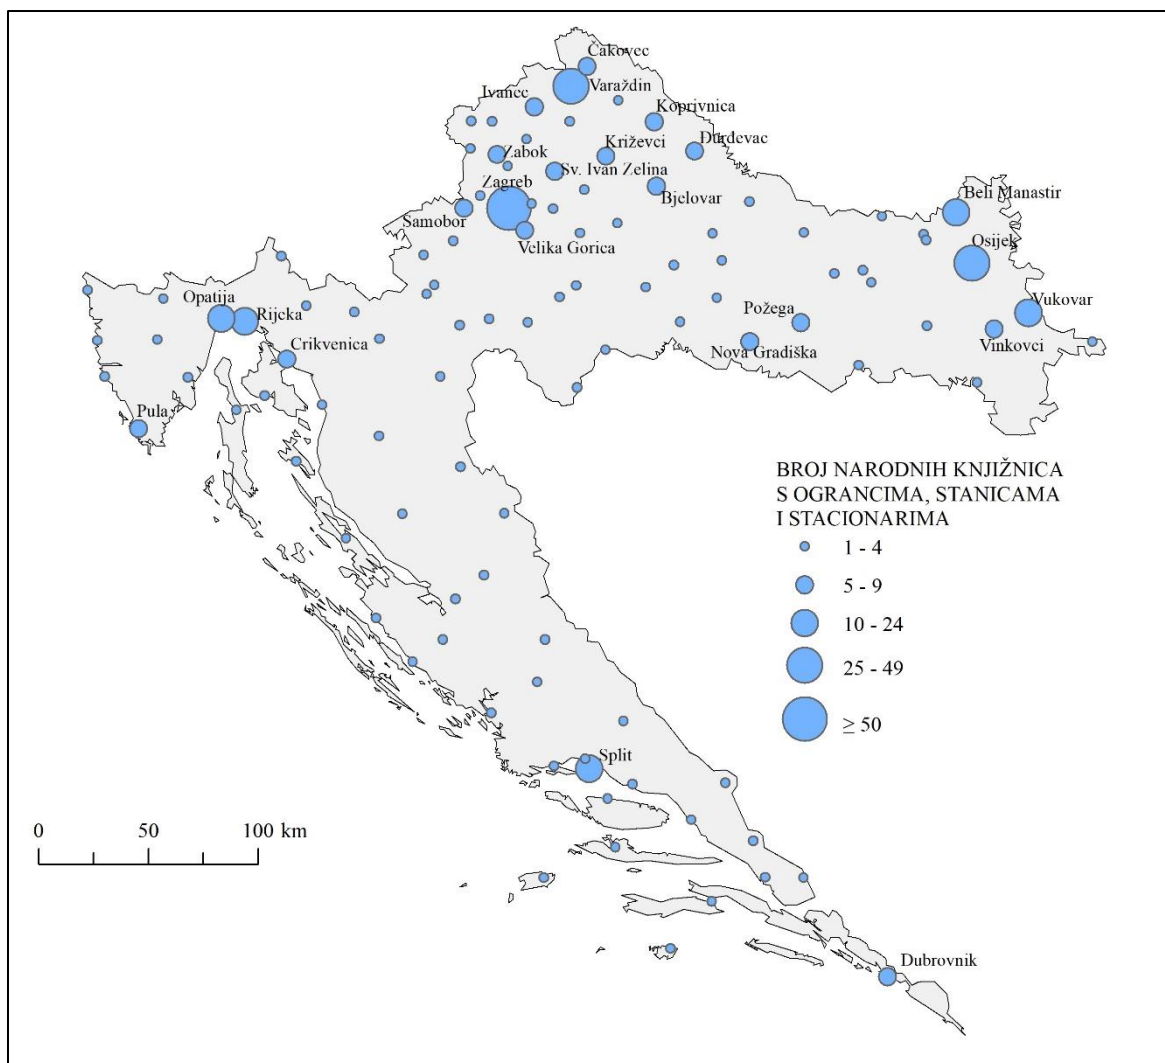 Čakovec
Varaždin
Ivanec
Koprivnica
Križevci
Đurđevac
Zabok
Sv. Ivan Zelina
Zagreb
Bjelovar
Beli Manastir
Samobor
Velika Gorica
Osijek
Opatija
Rijeka
Požega
Vukovar
Crikvenica
Nova Gradiška
Vinkovci
Pula
BROJ NARODNIH KNJIŽNICA
S OGRANCIMA, STANICAMA
I STACIONARIMA
1 - 4
5 - 9
10 - 24
25 - 49
≥ 50
Split
0 50 100 km
Dubrovnik